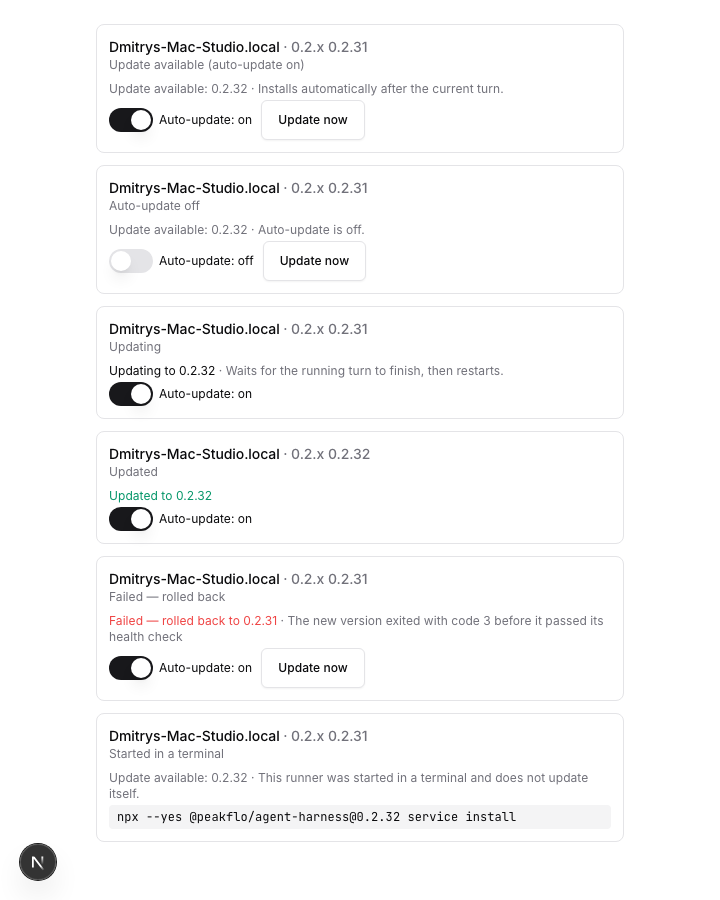 Dmitrys-Mac-Studio.local · 0.2.x 0.2.31
Update available (auto-update on)
Update available: 0.2.32 · Installs automatically after the current turn.
Auto-update: on Update now
Dmitrys-Mac-Studio.local · 0.2.x 0.2.31
Auto-update off
Update available: 0.2.32 · Auto-update is off.
Auto-update: off Update now
Dmitrys-Mac-Studio.local · 0.2.x 0.2.31
Updating
Updating to 0.2.32 · Waits for the running turn to finish, then restarts.
Auto-update: on
Dmitrys-Mac-Studio.local · 0.2.x 0.2.32
Updated
Updated to 0.2.32
Auto-update: on
Dmitrys-Mac-Studio.local · 0.2.x 0.2.31
Failed — rolled back
Failed — rolled back to 0.2.31 · The new version exited with code 3 before it passed its
health check
Auto-update: on Update now
Dmitrys-Mac-Studio.local · 0.2.x 0.2.31
Started in a terminal
Update available: 0.2.32 · This runner was started in a terminal and does not update
itself.
npx --yes @peakflo/agent-harness@0.2.32 service install
N